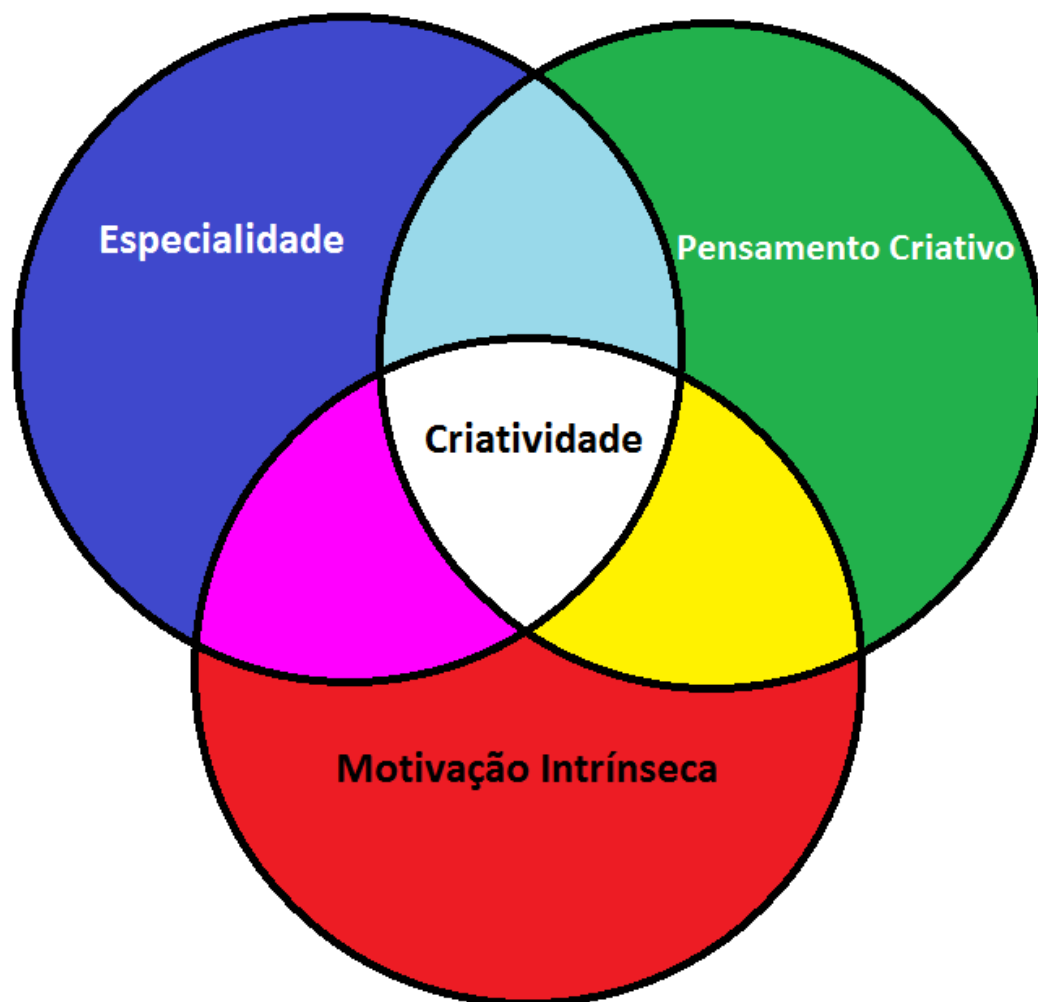 Especialidade
Pensamento Criativo
Criatividade
Motivação Intrínseca